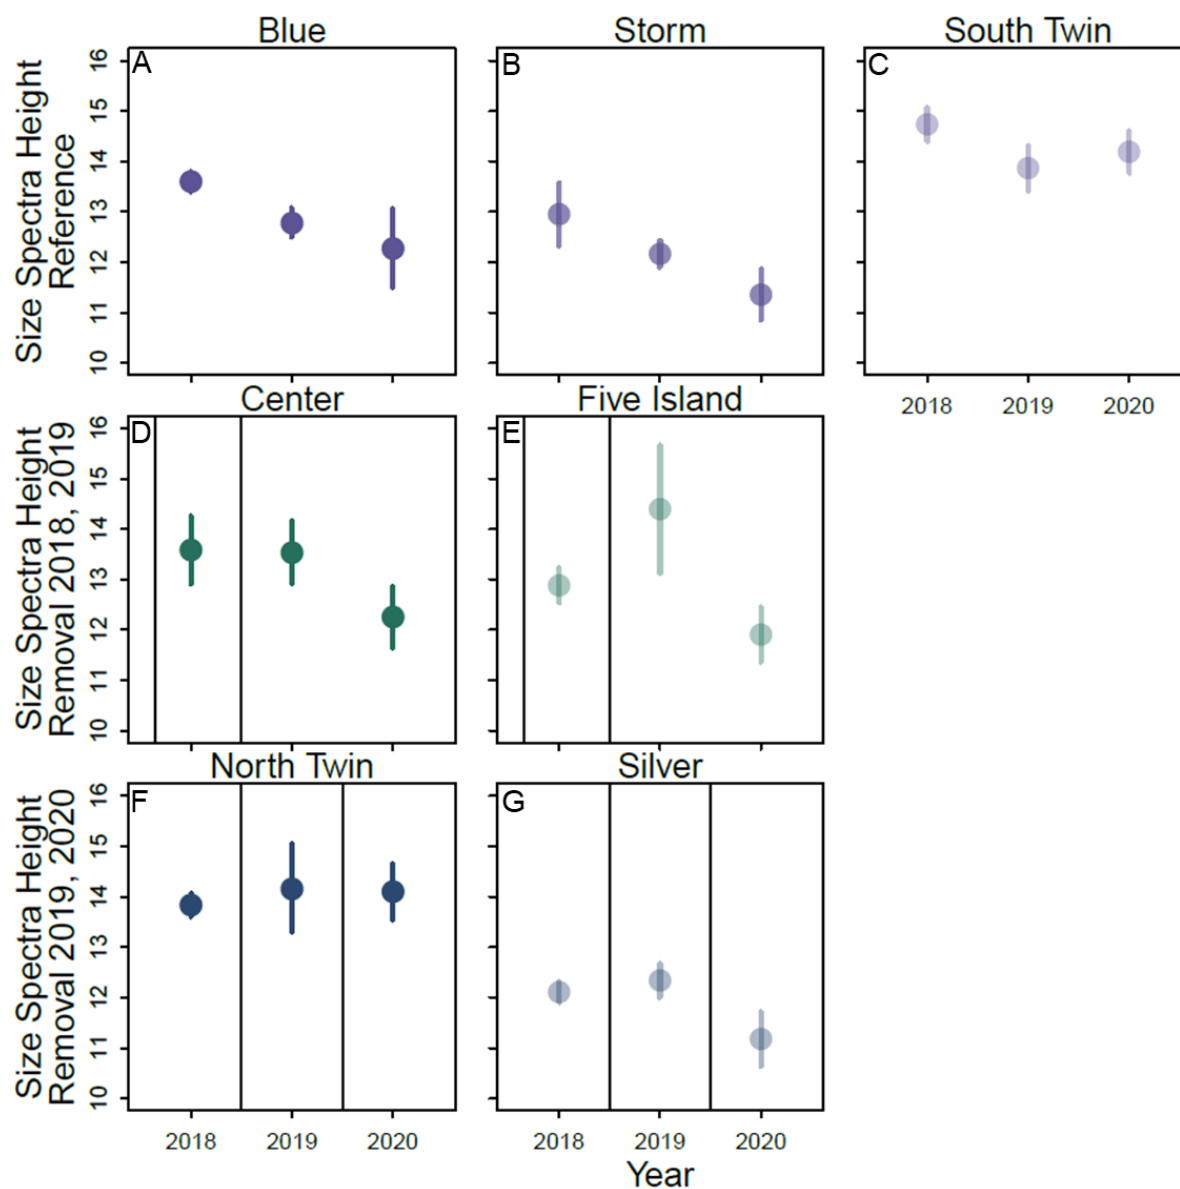 Blue
Storm
South Twin
A
B
C
Size Spectra Height
Reference
16
15
14
13
12
11
10
2018
2019
2020
Center
Five Island
D
E
Size Spectra Height
Removal 2018, 2019
16
15
14
13
12
11
10
North Twin
Silver
F
G
Size Spectra Height
Removal 2019, 2020
16
15
14
13
12
11
10
2018
2019
2020
2018
2019
2020
Year